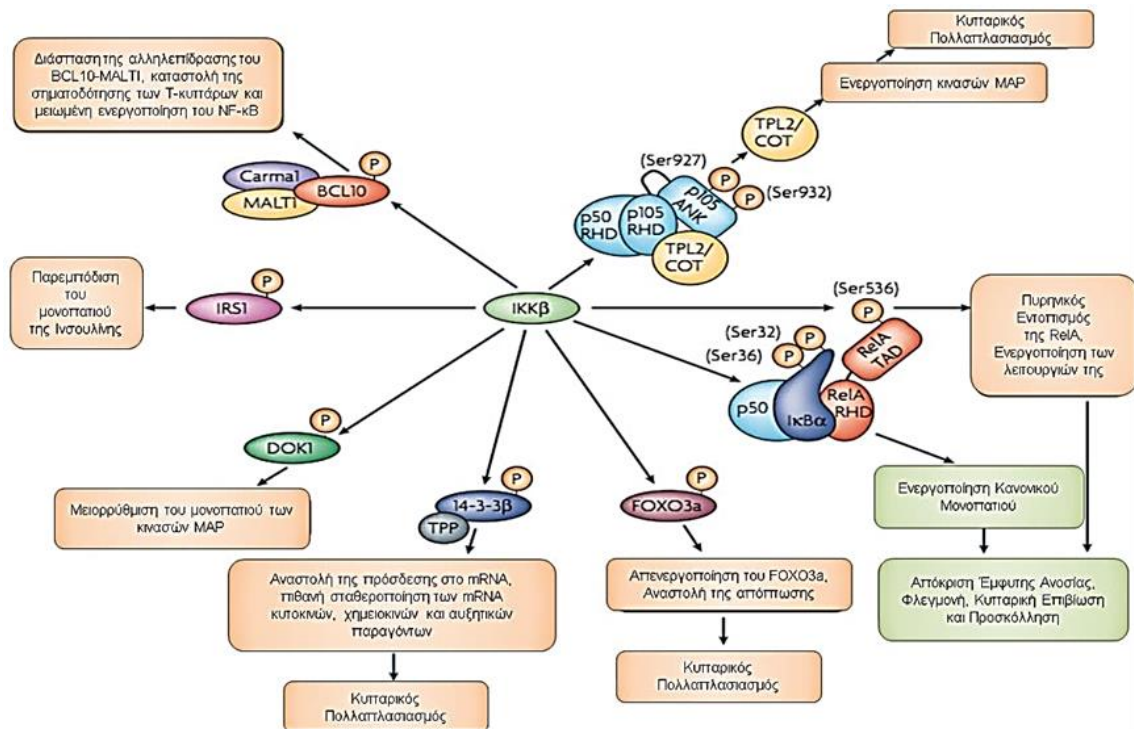 Κυτταρικός
Πολλαπλασιασμός
Ενεργοποίηση κινασών MAP
TPL2/
COT
Διάσπαση της αλληλεπίδρασης του
BCL10-MALTI, καταστολή της
σηματοδότησης των Τ-κυττάρων και
μειωμένη ενεργοποίηση του NF-κB
Carma1
MALT1
BCL10
P
(Ser927)
P
P
(Ser932)
p105
ANK
p50
RHD
p105
RHD
TPL2/
COT
Παρεμπόδιση
του
μονοπατιού
της Ινσουλίνης
IRS1
P
IKKβ
(Ser536)
P
(Ser32)
P
(Ser36)
P
RelA
TAD
p50
IκBα
RelA
RHD
Πυρηνικός
Εντοπισμός
της RelA,
Ενεργοποίηση των
λειτουργιών της
P
DOK1
Μειορρύθμιση του μονοπατιού των
κινασών MAP
P
14-3-3β
TPP
P
FOXO3a
Ενεργοποίηση Κανονικού
Μονοπατιού
Αναστολή της πρόσδεσης στο mRNA,
πιθανή σταθεροποίηση των mRNA
κυτοκινών, χημειοκινών και αυξητικών
παραγόντων
Απενεργοποίηση του FOXO3a,
Αναστολή της απόπτωσης
Απόκριση Έμφυτης Ανοσίας,
Φλεγμονή, Κυτταρική Επιβίωση
και Προσκόλληση
Κυτταρικός
Πολλαπλασιασμός
Κυτταρικός
Πολλαπλασιασμός